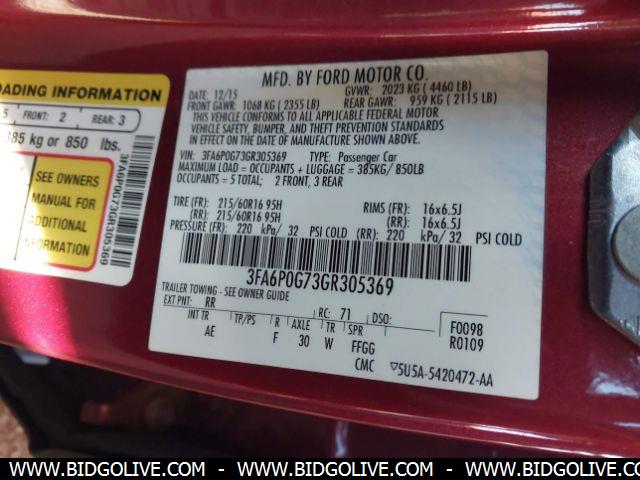 OADING INFORMATION
5 FRONT: 2 REAR: 3
385 kg or 850 lbs.
SEE OWNERS
MANUAL FOR
ADDITIONAL
INFORMATION
3FA6P0G73GR305369
MFD. BY FORD MOTOR CO.
DATE: 12/15 GVWR: 2023 KG ( 4460 LB)
FRONT GAWR: 1068 KG ( 2355 LB) REAR GAWR: 959 KG ( 2115 LB)
THIS VEHICLE CONFORMS TO ALL APPLICABLE FEDERAL MOTOR
VEHICLE SAFETY, BUMPER, AND THEFT PREVENTION STANDARDS
IN EFFECT ON THE DATE OF MANUFACTURE SHOWN ABOVE.
VIN: 3FA6P0G73GR305369 TYPE: Passenger Car
MAXIMUM LOAD = OCCUPANTS + LUGGAGE = 385KG/ 850LB
OCCUPANTS = 5 TOTAL; 2 FRONT, 3 REAR
TIRE (FR): 215/60R16 95H RIMS (FR): 16x6.5J
(RR): 215/60R16 95H (RR): 16x6.5J
PRESSURE (FR): 220 kPa/ 32 PSI COLD (RR): 220 kPa/ 32 PSI COLD
3FA6P0G73GR305369
TRAILER TOWING - SEE OWNER GUIDE
EXT PNT: RR RC: 71 DSO: F0098
INT TR TP/PS R AXLE TR SPR R0109
AE F 30 W FFGG
CMC 5U5A-5420472-AA
WWW.BIDGOLIVE.COM - WWW.BIDGOLIVE.COM - WWW.BIDGOLIVE.COM